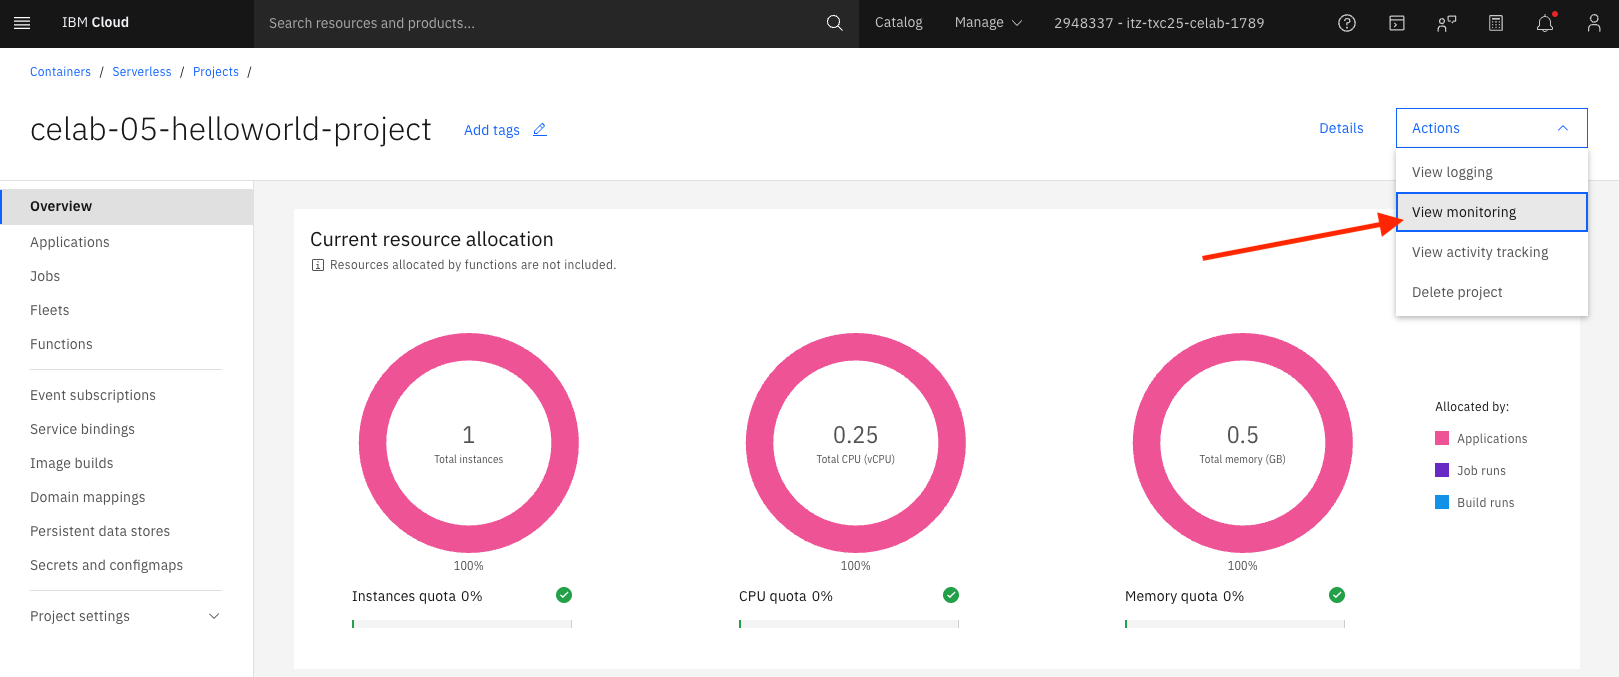 IBM Cloud
Search resources and products...
Catalog
Manage
2948337 - itz-txc25-celab-1789
Containers / Serverless / Projects /
celab-05-helloworld-project
Add tags
Details
Actions
View logging
View monitoring
View activity tracking
Delete project
Overview
Applications
Jobs
Fleets
Functions
Event subscriptions
Service bindings
Image builds
Domain mappings
Persistent data stores
Secrets and configmaps
Project settings
Current resource allocation
Resources allocated by functions are not included.
1
Total instances
100%
Instances quota 0%
0.25
Total CPU (vCPU)
100%
CPU quota 0%
0.5
Total memory (GB)
100%
Memory quota 0%
Allocated by:
Applications
Job runs
Build runs